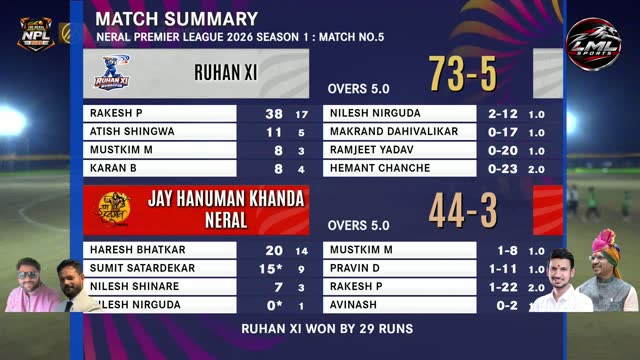 MATCH SUMMARY
NERAL PREMIER LEAGUE 2026 SEASON 1 : MATCH NO.5
NPL
LML
SPORTS
RUHAN XI
RUHAN XI
OVERS 5.0
73-5
RAKESH P 38 17
NILESH NIRGUDA 2-12 1.0
ATISH SHINGWA 11 5
MAKRAND DAHIVALIKAR 0-17 1.0
MUSTKIM M 8 3
RAMJEET YADAV 0-20 1.0
KARAN B 8 4
HEMANT CHANCHE 0-23 2.0
JAY HANUMAN KHANDA
NERAL
OVERS 5.0
44-3
HARESH BHATKAR 20 14
MUSTKIM M 1-8 1.0
SUMIT SATARDEKAR 15* 9
PRAVIN D 1-11 1.0
NILESH SHINARE 7 3
RAKESH P 1-22 2.0
NILESH NIRGUDA 0* 1
AVINASH 0-2
RUHAN XI WON BY 29 RUNS